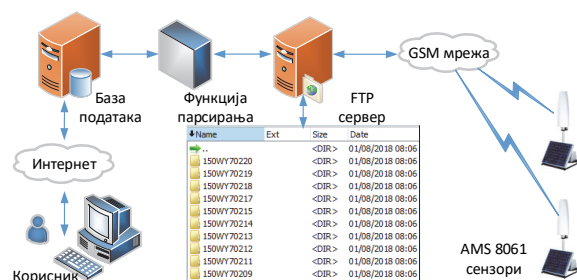 GSM мрежа
База
података
Функција
парсирања
FTP
сервер
Name Ext Size Date
.. <DIR> 01/08/2018 08:06
150WY70220 <DIR> 01/08/2018 08:06
150WY70219 <DIR> 01/08/2018 08:06
150WY70218 <DIR> 01/08/2018 08:06
150WY70217 <DIR> 01/08/2018 08:06
150WY70215 <DIR> 01/08/2018 08:06
150WY70214 <DIR> 01/08/2018 08:06
150WY70213 <DIR> 01/08/2018 08:06
150WY70212 <DIR> 01/08/2018 08:06
150WY70211 <DIR> 01/08/2018 08:06
150WY70209 <DIR> 01/08/2018 08:06
Интернет
Корисник
AMS 8061
сензори